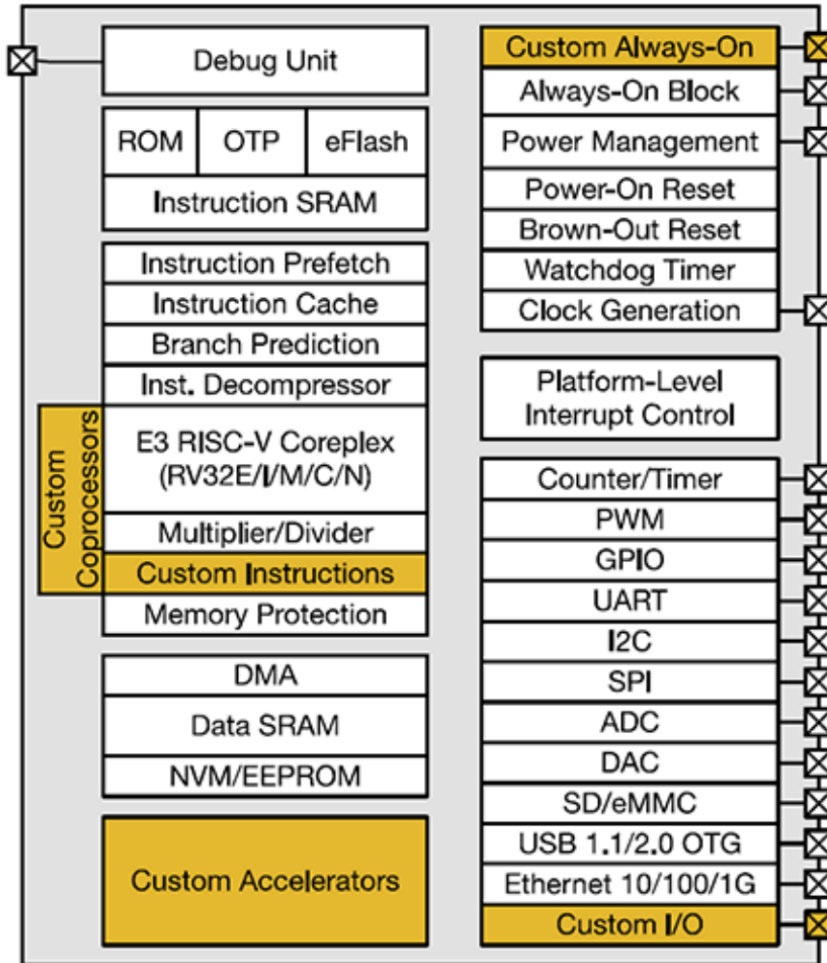 Debug Unit
ROM
OTP
eFlash
Instruction SRAM
Instruction Prefetch
Instruction Cache
Branch Prediction
Inst. Decompressor
Custom
Coprocessors
E3 RISC-V Coreplex
(RV32E/I/M/C/N)
Multiplier/Divider
Custom Instructions
Memory Protection
DMA
Data SRAM
NVM/EEPROM
Custom Accelerators
Custom Always-On
Always-On Block
Power Management
Power-On Reset
Brown-Out Reset
Watchdog Timer
Clock Generation
Platform-Level
Interrupt Control
Counter/Timer
PWM
GPIO
UART
I2C
SPI
ADC
DAC
SD/eMMC
USB 1.1/2.0 OTG
Ethernet 10/100/1G
Custom I/O